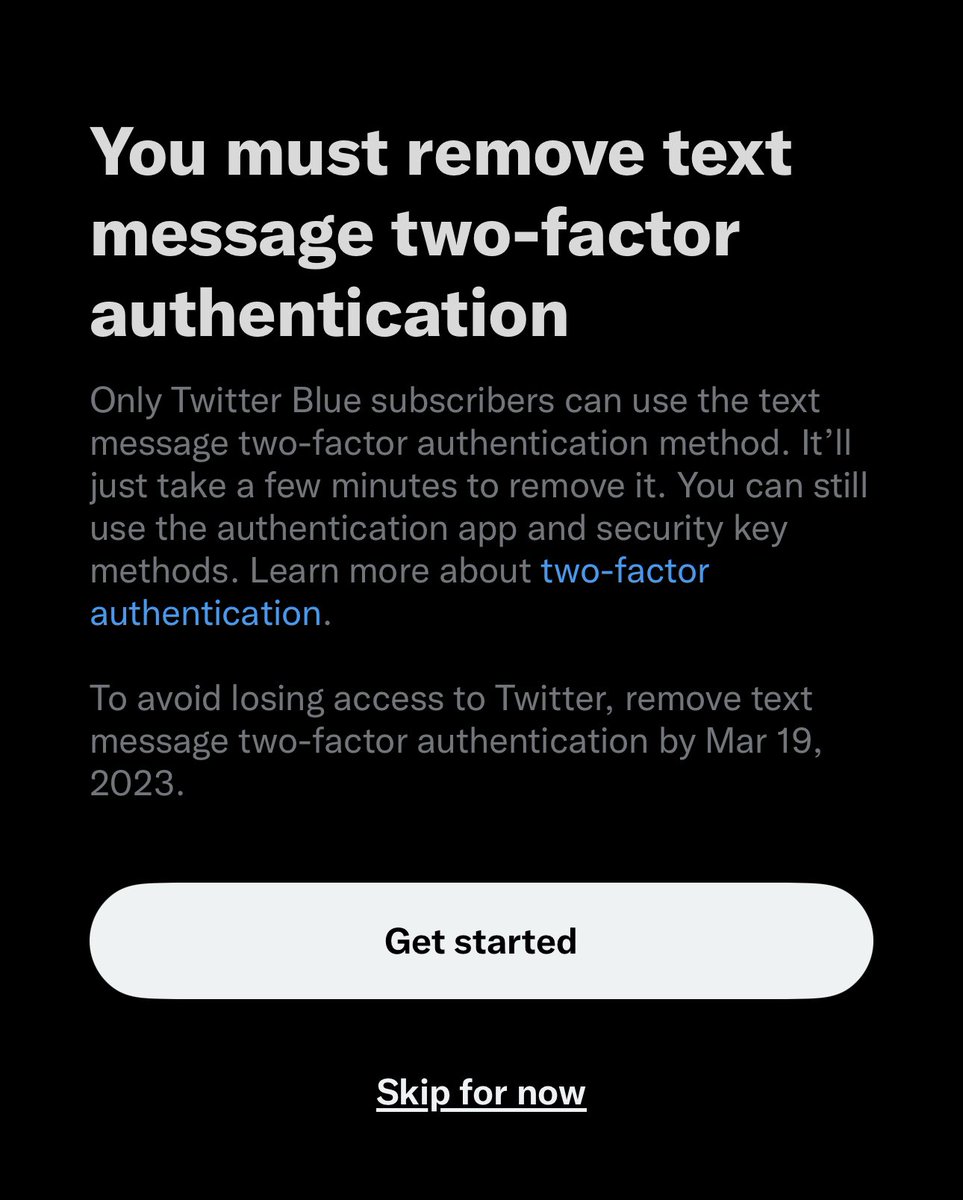 You must remove text
message two-factor
authentication
Only Twitter Blue subscribers can use the text
message two-factor authentication method. It’ll
just take a few minutes to remove it. You can still
use the authentication app and security key
methods. Learn more about two-factor
authentication.
To avoid losing access to Twitter, remove text
message two-factor authentication by Mar 19,
2023.
Get started
Skip for now